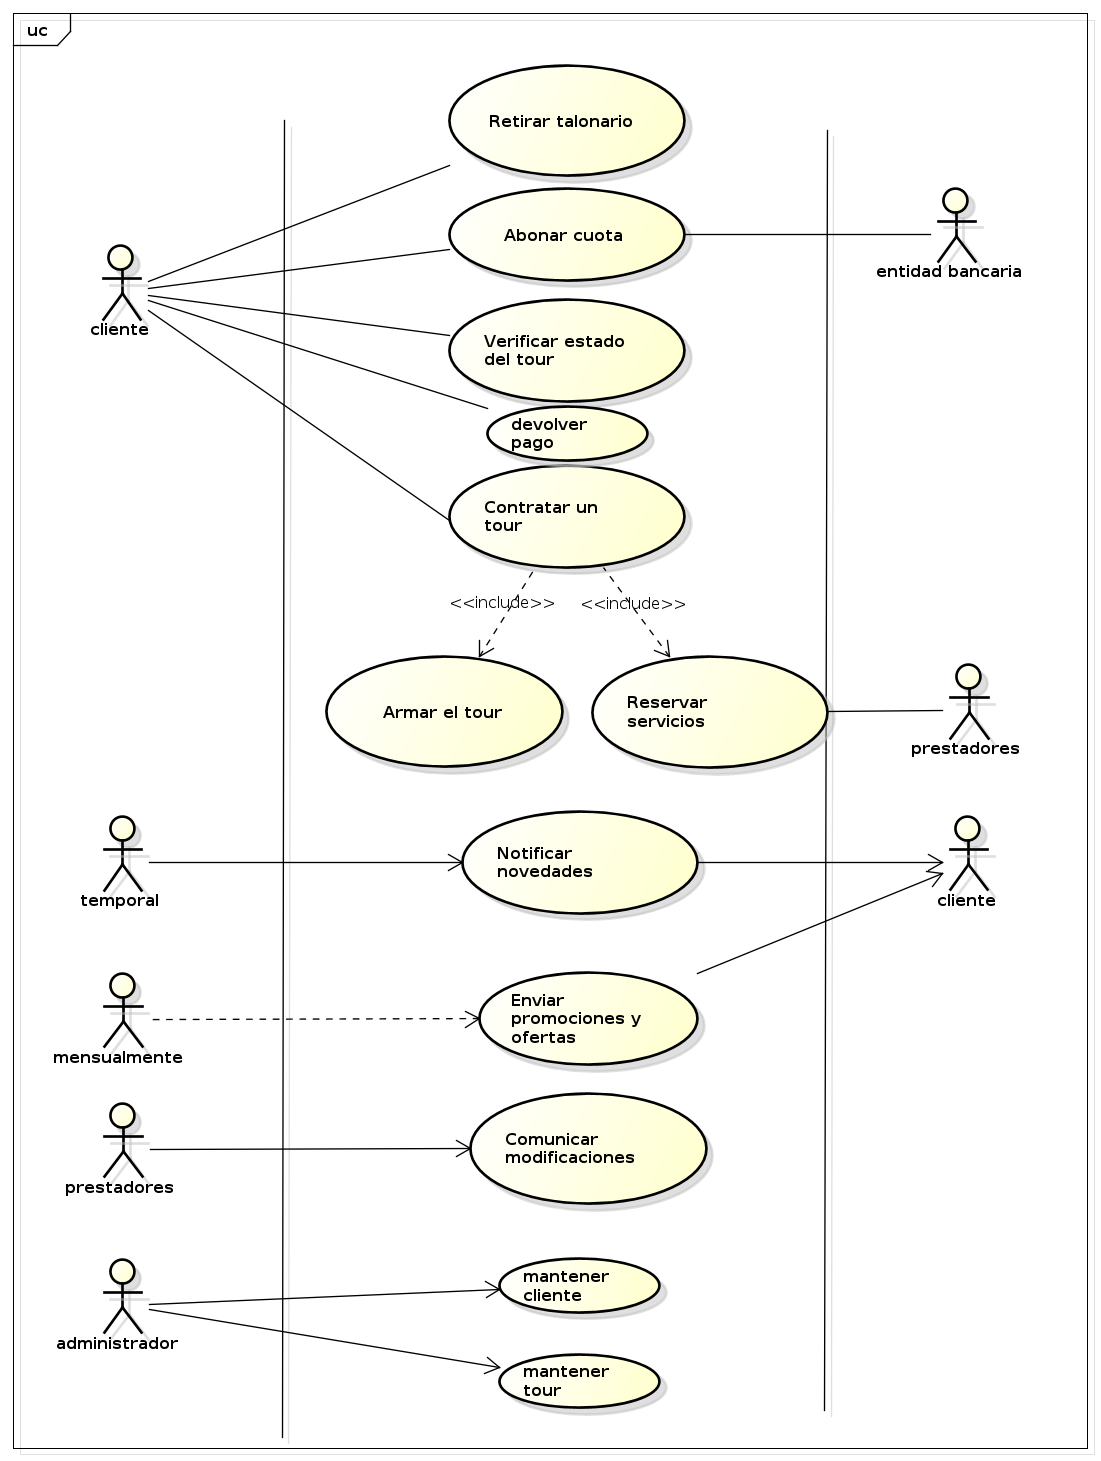 uc
Retirar talonario
Abonar cuota
entidad bancaria
cliente
Verificar estado
del tour
devolver
pago
Contratar un
tour
<<include>>
<<include>>
Armar el tour
Reservar
servicios
prestadores
Notificar
novedades
temporal
cliente
Enviar
promociones y
ofertas
mensualmente
Comunicar
modificaciones
prestadores
mantener
cliente
administrador
mantener
tour